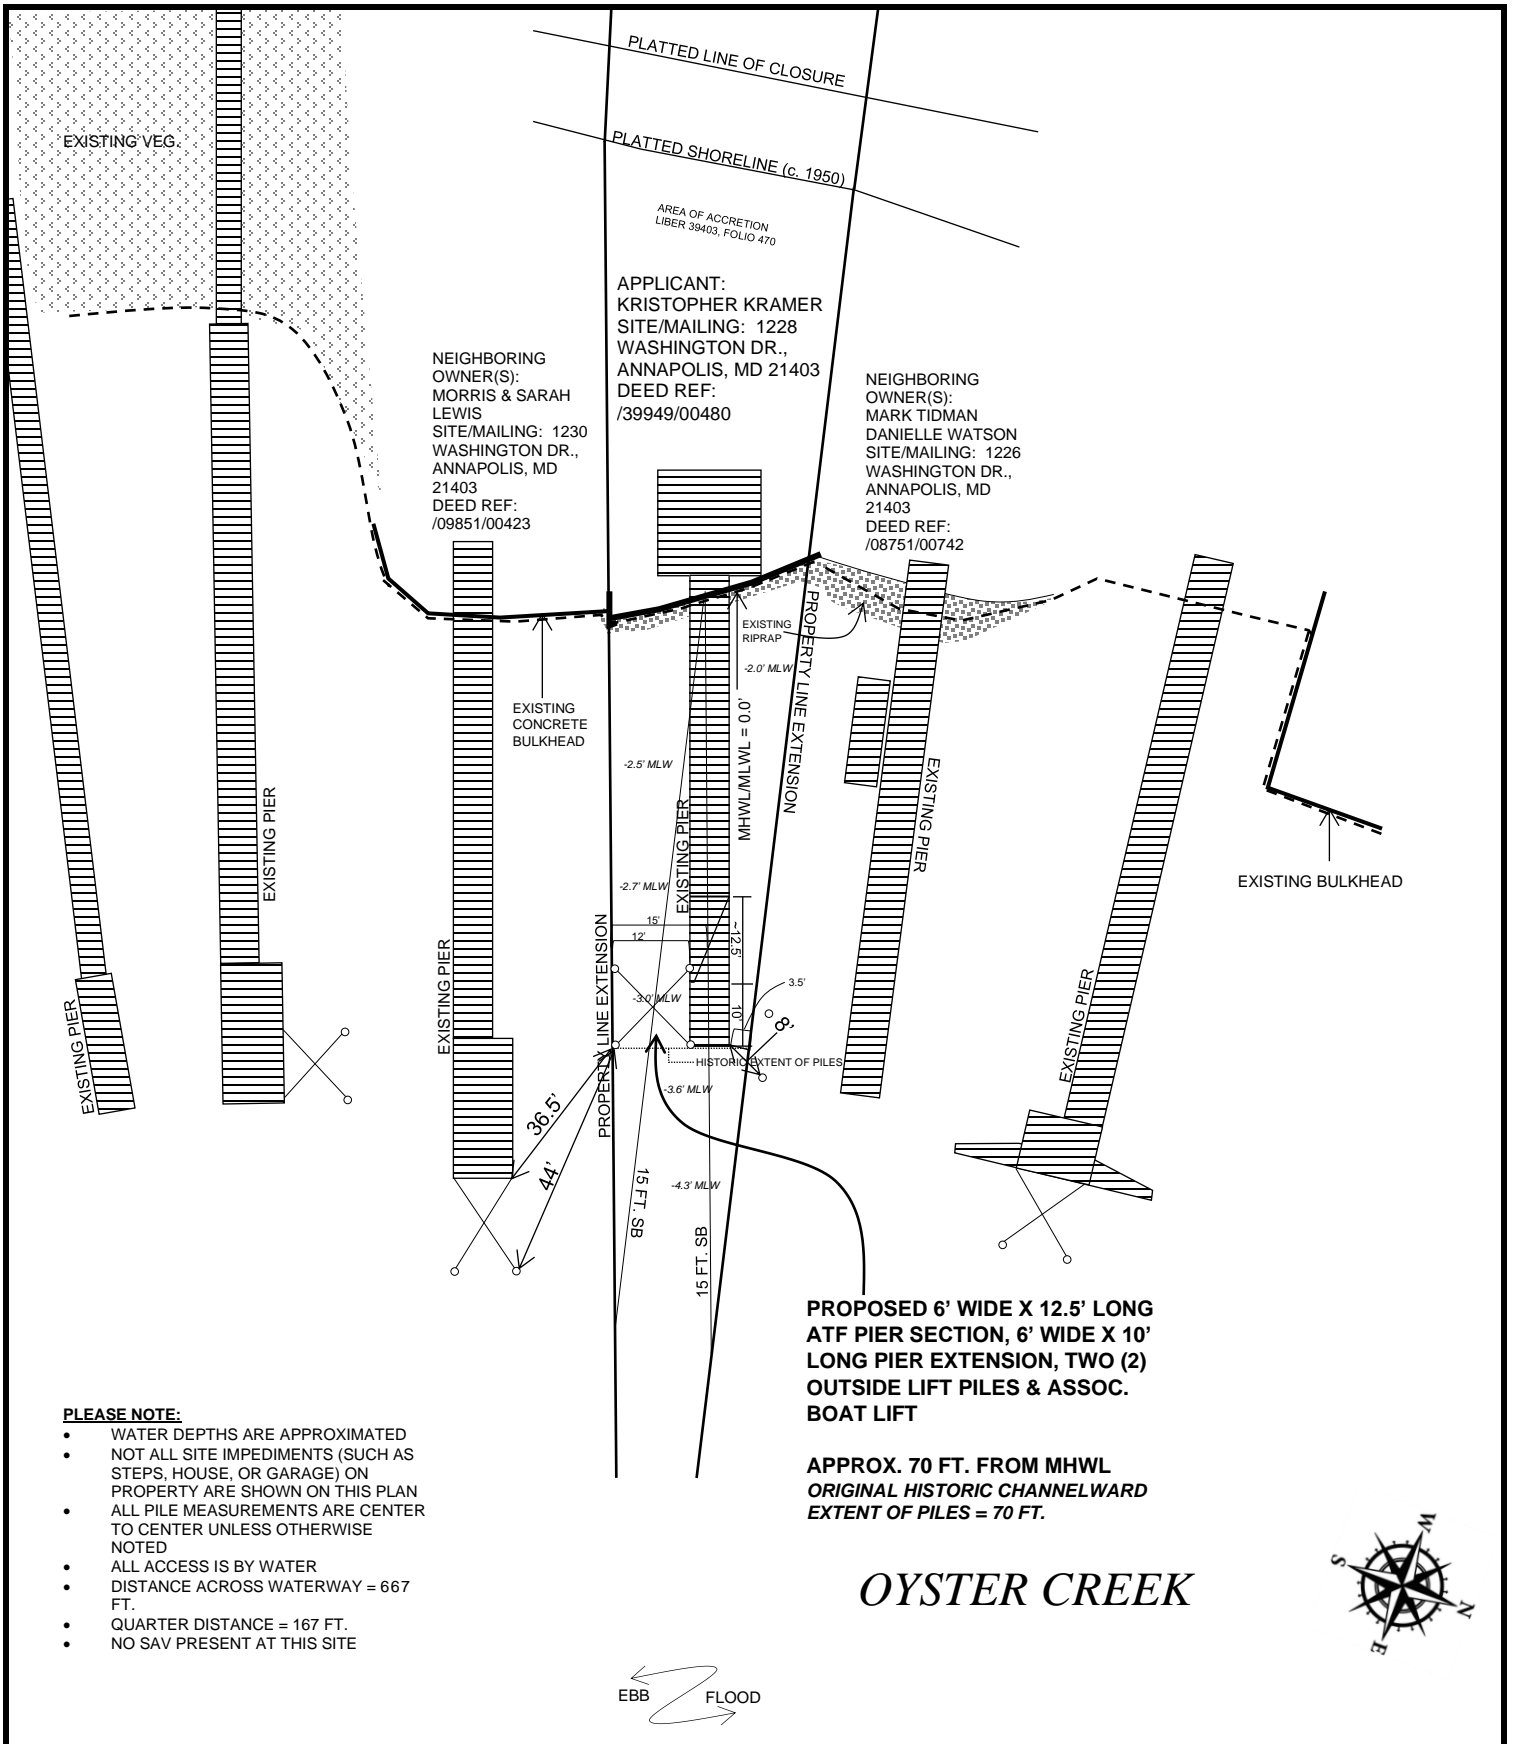 PLATTED LINE OF CLOSURE
EXISTING VEG.
PLATTED SHORELINE (c. 1950)
AREA OF ACCRETION
LIBER 39403, FOLIO 470
APPLICANT:
KRISTOPHER KRAMER
SITE/MAILING: 1228
WASHINGTON DR.,
ANNAPOLIS, MD 21403
DEED REF:
/39949/00480
NEIGHBORING
OWNER(S):
MORRIS & SARAH
LEWIS
SITE/MAILING: 1230
WASHINGTON DR.,
ANNAPOLIS, MD
21403
DEED REF:
/09851/00423
NEIGHBORING
OWNER(S):
MARK TIDMAN
DANIELLE WATSON
SITE/MAILING: 1226
WASHINGTON DR.,
ANNAPOLIS, MD
21403
DEED REF:
/08751/00742
EXISTING
RIPRAP
-2.0' MLW
PROPERTY LINE EXTENSION
EXISTING
CONCRETE
BULKHEAD
MHWL/MLWL = 0.0'
-2.5' MLW
EXISTING PIER
EXISTING PIER
EXISTING PIER
EXISTING BULKHEAD
-2.7' MLW
15'
12'
~12.5'
PROPERTY LINE EXTENSION
EXISTING PIER
EXISTING PIER
EXISTING PIER
-3.0' MLW
3.5'
10'
8'
HISTORIC EXTENT OF PILES
-3.6' MLW
36.5'
44'
15 FT. SB
-4.3' MLW
15 FT. SB
PROPOSED 6' WIDE X 12.5' LONG
ATF PIER SECTION, 6' WIDE X 10'
LONG PIER EXTENSION, TWO (2)
OUTSIDE LIFT PILES & ASSOC.
BOAT LIFT
APPROX. 70 FT. FROM MHWL
ORIGINAL HISTORIC CHANNELWARD
EXTENT OF PILES = 70 FT.
PLEASE NOTE:
• WATER DEPTHS ARE APPROXIMATED
• NOT ALL SITE IMPEDIMENTS (SUCH AS
STEPS, HOUSE, OR GARAGE) ON
PROPERTY ARE SHOWN ON THIS PLAN
• ALL PILE MEASUREMENTS ARE CENTER
TO CENTER UNLESS OTHERWISE
NOTED
• ALL ACCESS IS BY WATER
• DISTANCE ACROSS WATERWAY = 667
FT.
• QUARTER DISTANCE = 167 FT.
• NO SAV PRESENT AT THIS SITE
OYSTER CREEK
W
S
N
E
EBB
FLOOD